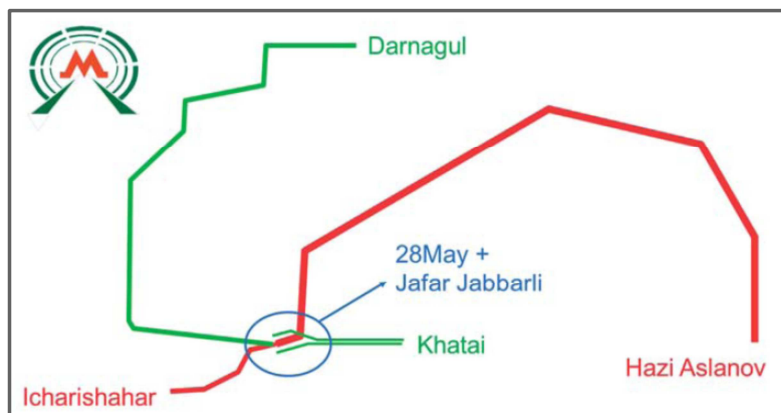 Darnagul
28May +
Jafar Jabbarli
Khatai
Hazi Aslanov
Icharishahar